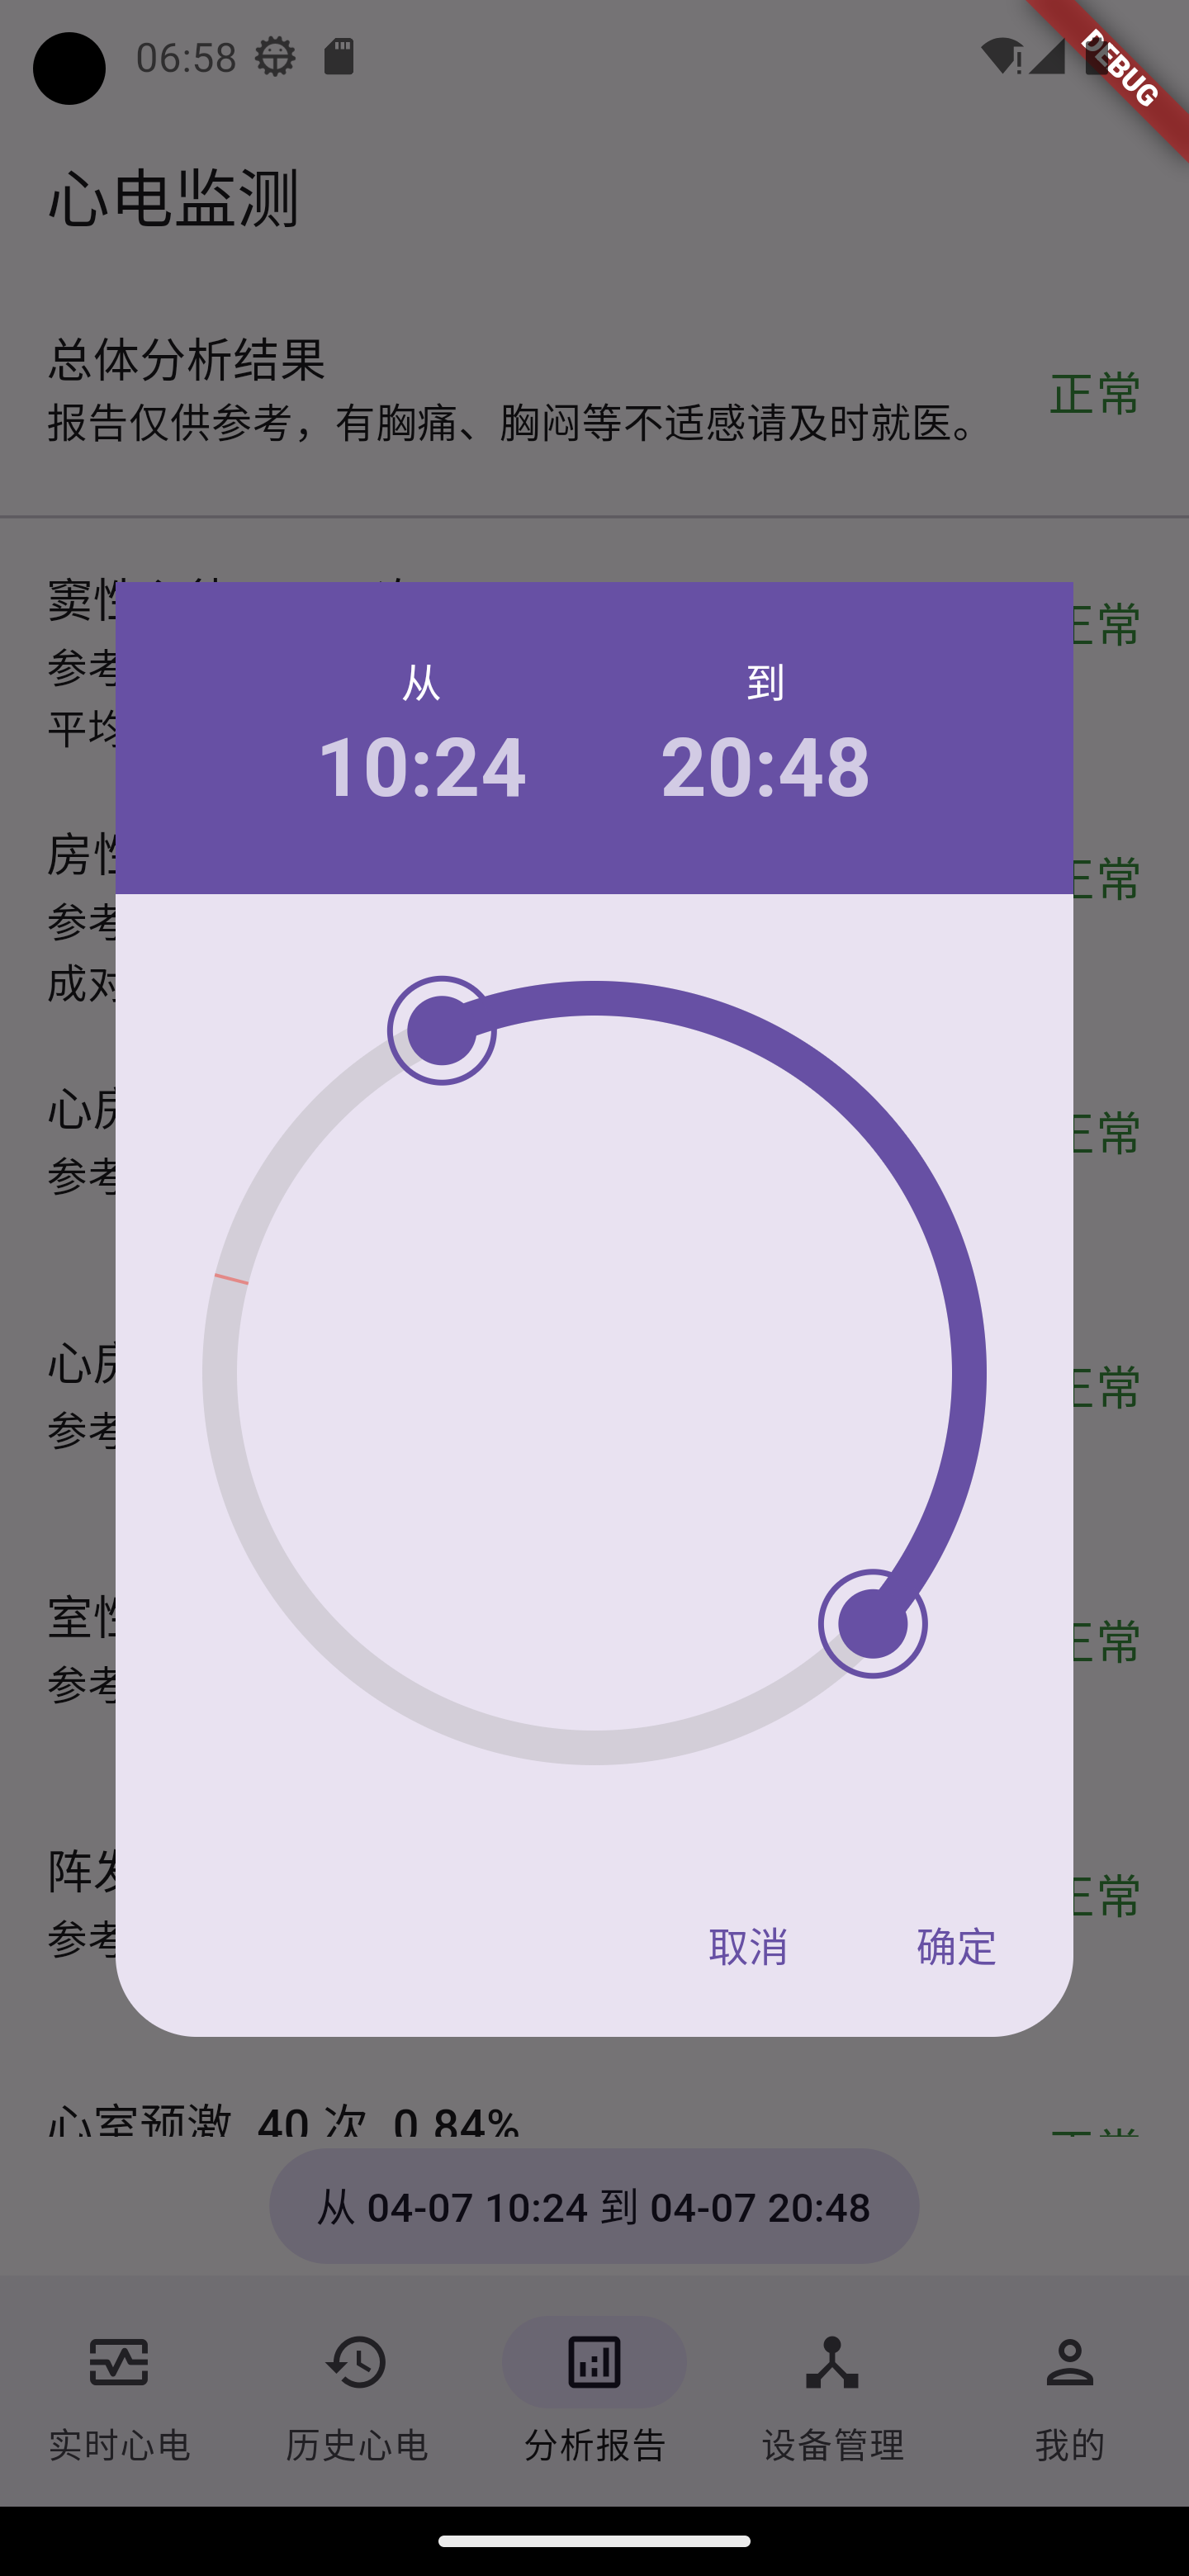 06:58
DEBUG
心电监测
总体分析结果
正常
报告仅供参考，有胸痛、胸闷等不适感请及时就医。
窦性
常
参考
平均
从 到
10:24 20:48
房性
常
参考
成对
心房
常
参考
心房
常
参考
室性
常
参考
阵发
常
参考
取消 确定
心室预激 40 次 0.84%
正常
从 04-07 10:24 到 04-07 20:48
实时心电 历史心电 分析报告 设备管理 我的